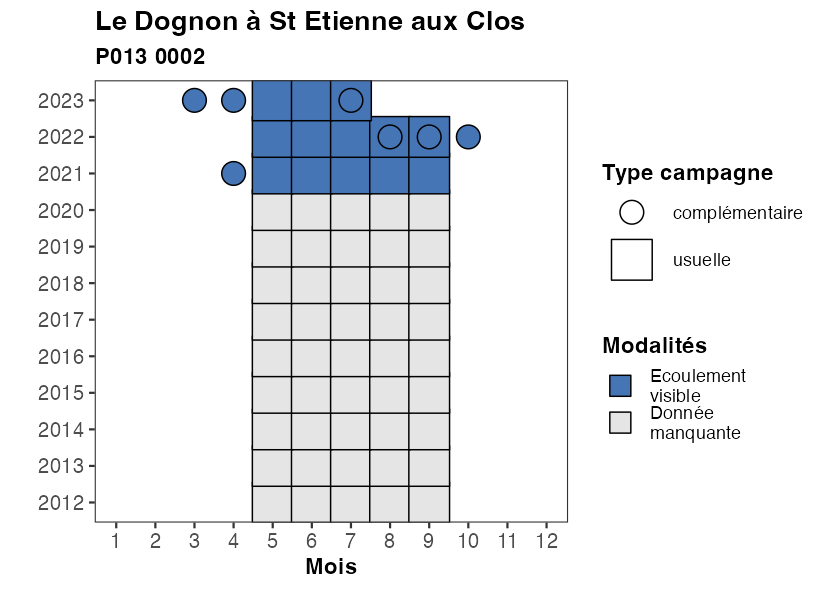 Le Dognon à St Etienne aux Clos
P013 0002
2023
2022
2021
2020
2019
2018
2017
2016
2015
2014
2013
2012
1 2 3 4 5 6 7 8 9 10 11 12
Mois
Type campagne
complémentaire
usuelle
Modalités
Ecoulement
visible
Donnée
manquante